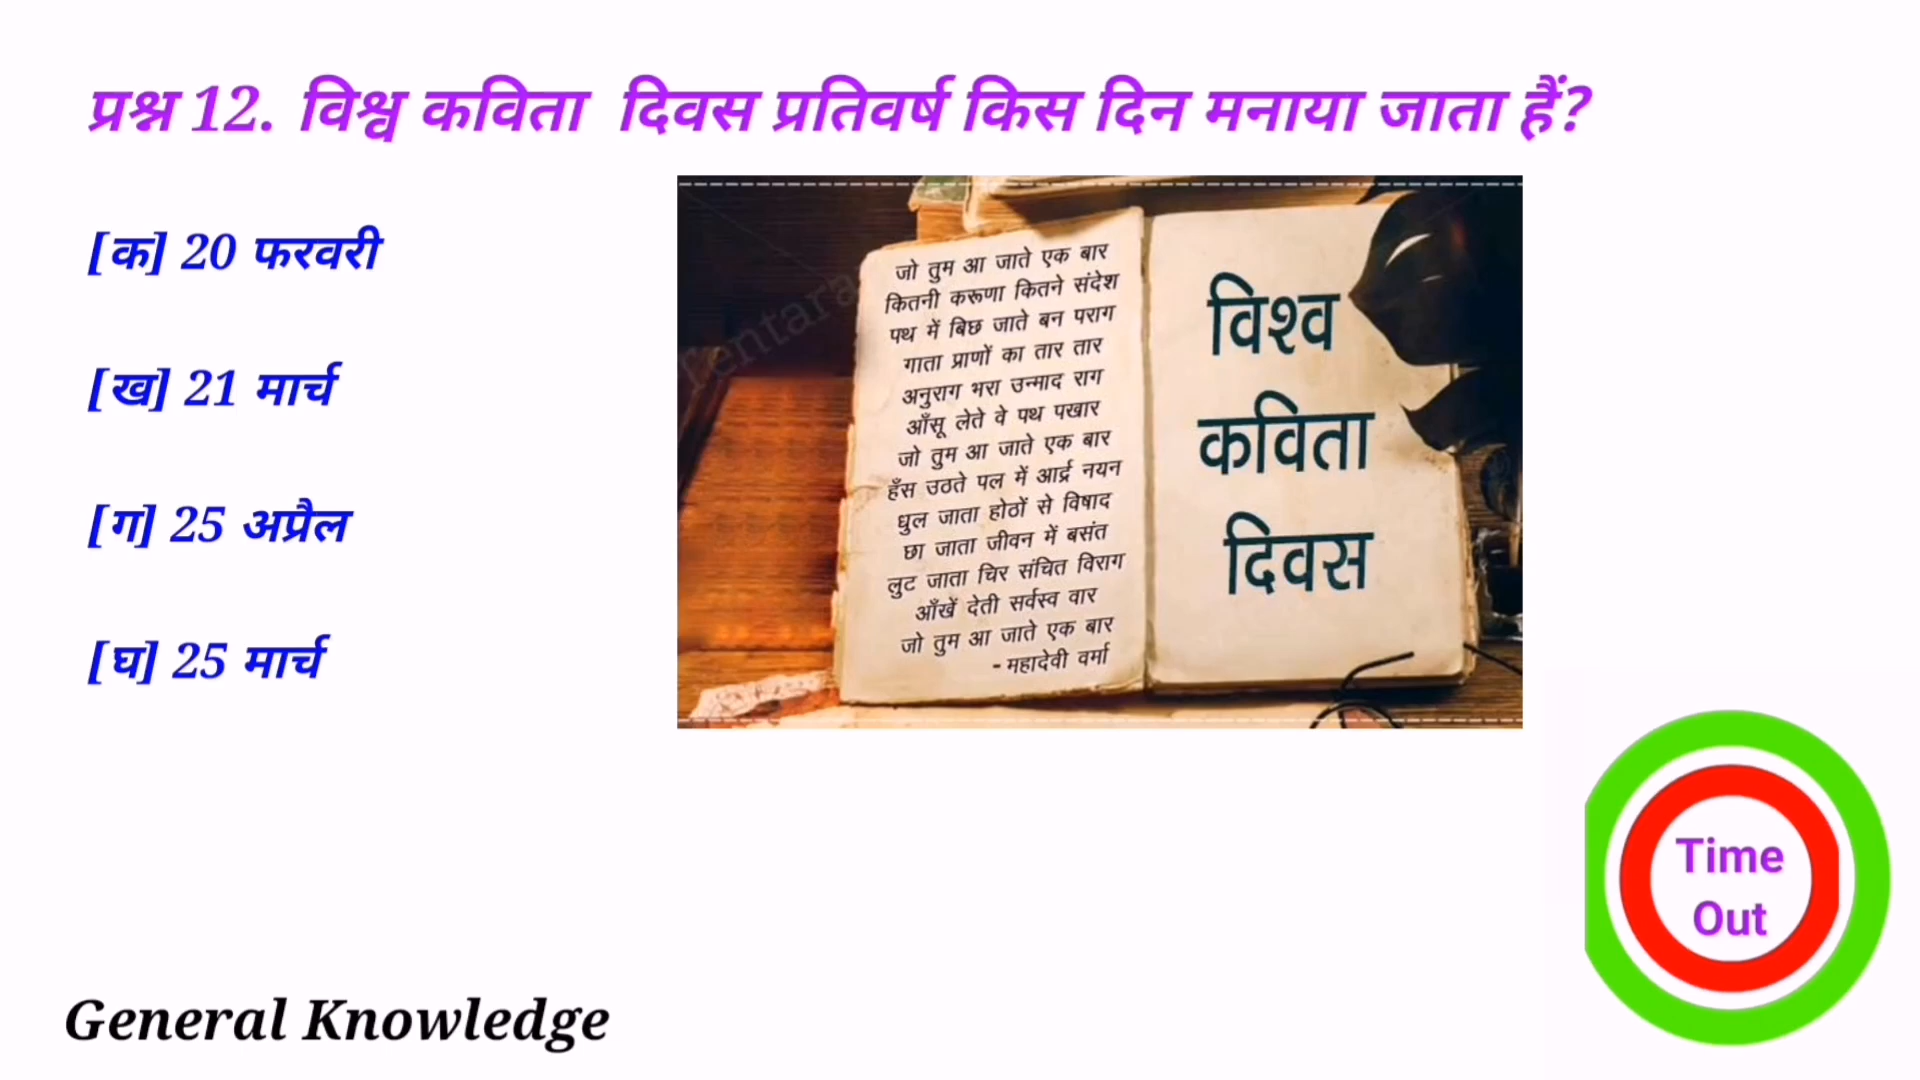 प्रश्न 12. विश्व कविता दिवस प्रतिवर्ष किस दिन मनाया जाता हैं?
[क] 20 फरवरी
[ख] 21 मार्च
[ग] 25 अप्रैल
[घ] 25 मार्च
जो तुम आ जाते एक बार
कितनी करूणा कितने संदेश
पथ में बिछ जाते बन पराग
गाता प्राणों का तार तार
अनुराग भरा उन्माद राग
आँसू लेते वे पथ पखार
जो तुम आ जाते एक बार
हँस उठते पल में आर्द्र नयन
धुल जाता होठों से विषाद
छा जाता जीवन में बसंत
लुट जाता चिर संचित विराग
आँखें देती सर्वस्व वार
जो तुम आ जाते एक बार
- महादेवी वर्मा
विश्व
कविता
दिवस
Time
Out
General Knowledge